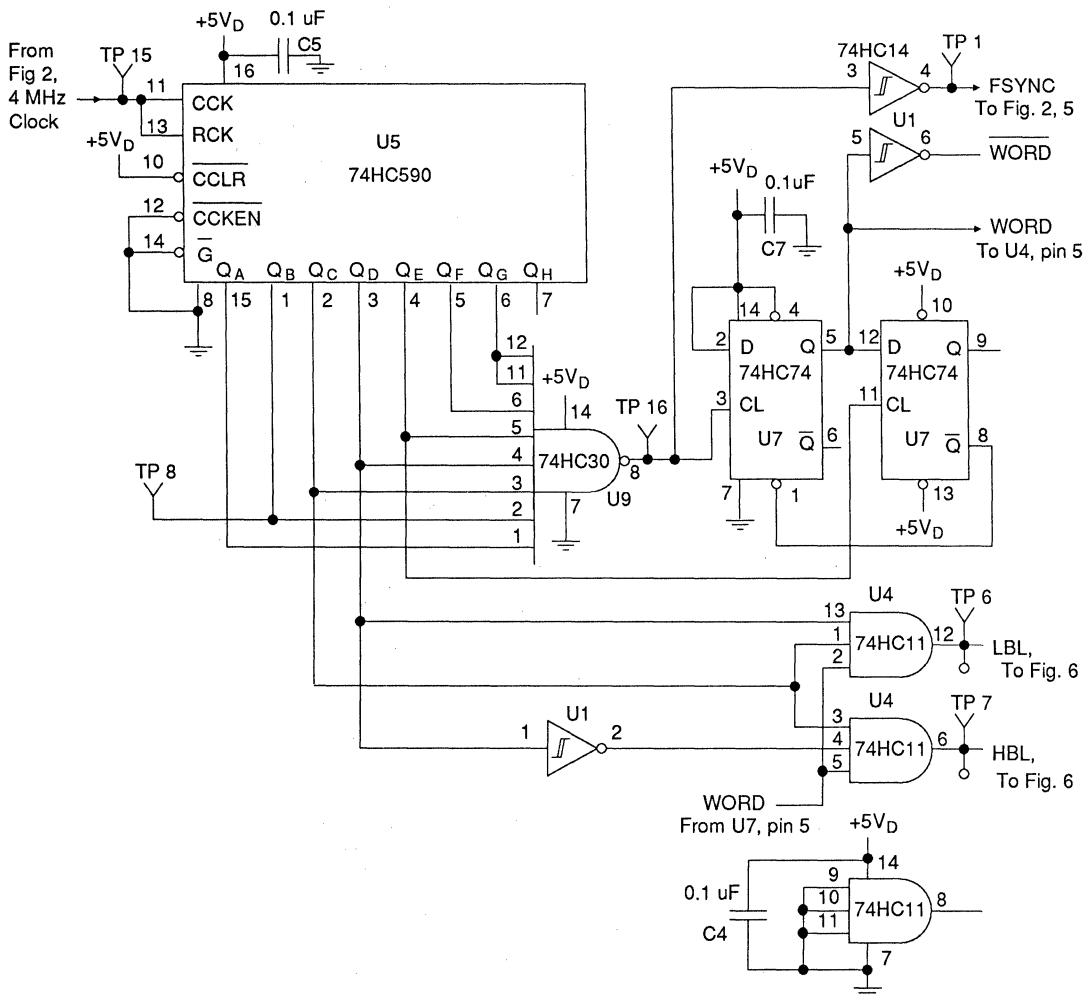 From
Fig 2,
4 MHz
Clock
TP 15
+5VD
0.1 uF
C5
16
11
CCK
13
RCK
+5VD
10
CCLR
12
CCKEN
14
G
U5
74HC590
QA QB QC QD QE QF QG QH
8
15
1
2
3
4
5
6
7
74HC14
TP 1
3
4
FSYNC
To Fig. 2, 5
U1
5
6
WORD
WORD
To U4, pin 5
+5VD
0.1uF
C7
+5VD
14
4
10
2
D
Q
5
12
D
Q
9
74HC74
74HC74
3
CL
11
CL
U7
Q
6
U7
Q
8
7
1
13
+5VD
12
11
6
5
4
3
2
1
+5VD
14
74HC30
8
U9
7
TP 16
TP 8
U4
13
1
2
74HC11
12
TP 6
LBL,
To Fig. 6
U4
3
4
5
74HC11
6
TP 7
HBL,
To Fig. 6
1
U1
2
WORD
From U7, pin 5
+5VD
14
0.1 uF
C4
9
10
11
74HC11
8
7